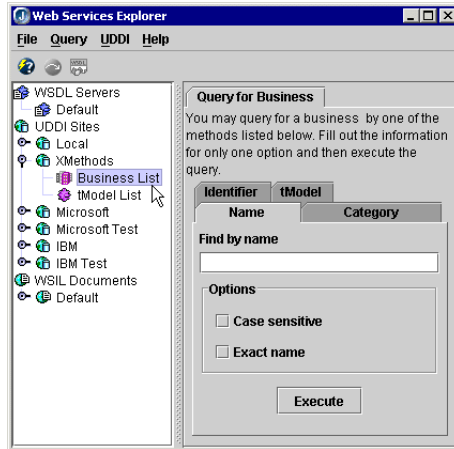 Web Services Explorer
File Query UDDI Help
WSDL Servers
Default
UDDI Sites
Local
XMethods
Business List
tModel List
Microsoft
Microsoft Test
IBM
IBM Test
WSIL Documents
Default
Query for Business
You may query for a business by one of the
methods listed below. Fill out the information
for only one option and then execute the
query.
Identifier tModel
Name Category
Find by name
Options
Case sensitive
Exact name
Execute